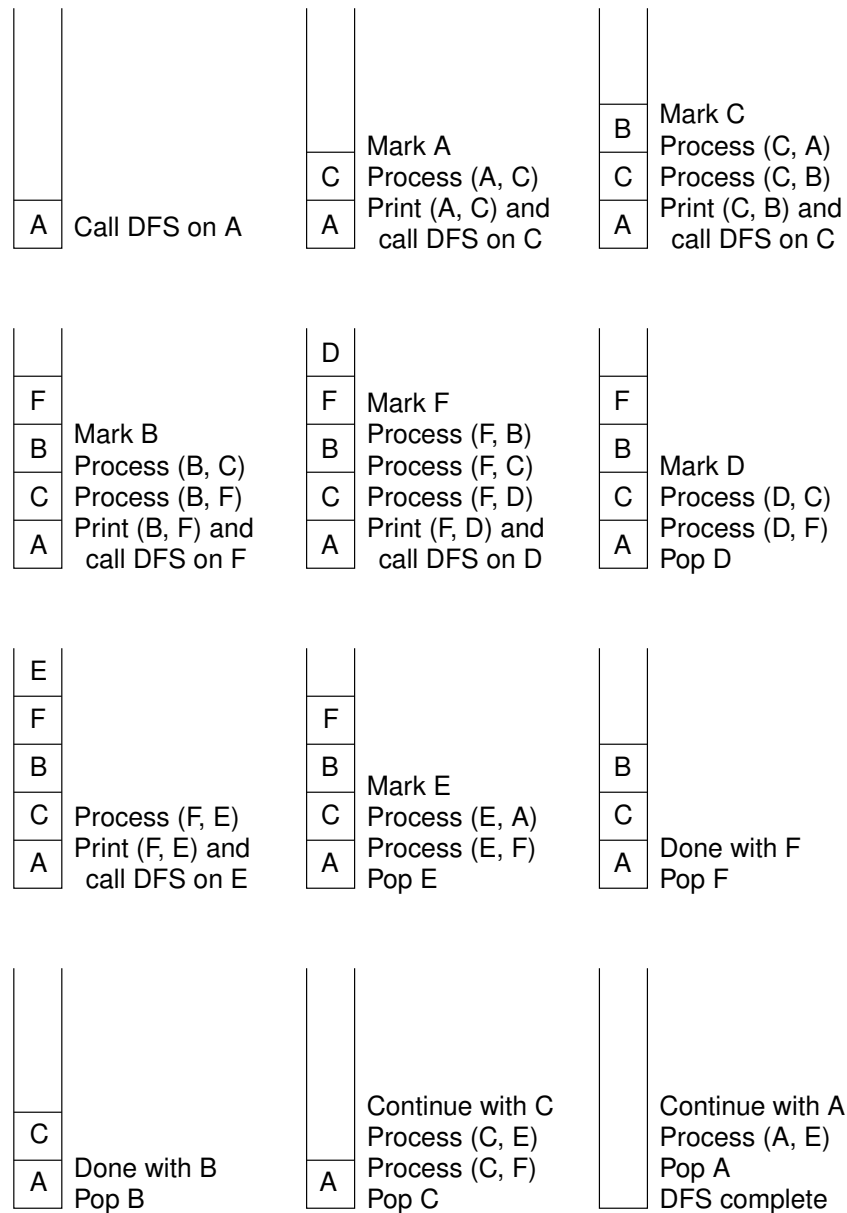 A
Call DFS on A
C
A
Mark A
Process (A, C)
Print (A, C) and
call DFS on C
B
C
A
Mark C
Process (C, A)
Process (C, B)
Print (C, B) and
call DFS on C
F
B
C
A
Mark B
Process (B, C)
Process (B, F)
Print (B, F) and
call DFS on F
D
F
B
C
A
Mark F
Process (F, B)
Process (F, C)
Process (F, D)
Print (F, D) and
call DFS on D
F
B
C
A
Mark D
Process (D, C)
Process (D, F)
Pop D
E
F
B
C
A
Process (F, E)
Print (F, E) and
call DFS on E
F
B
C
A
Mark E
Process (E, A)
Process (E, F)
Pop E
B
C
A
Done with F
Pop F
C
A
Done with B
Pop B
A
Continue with C
Process (C, E)
Process (C, F)
Pop C
Continue with A
Process (A, E)
Pop A
DFS complete